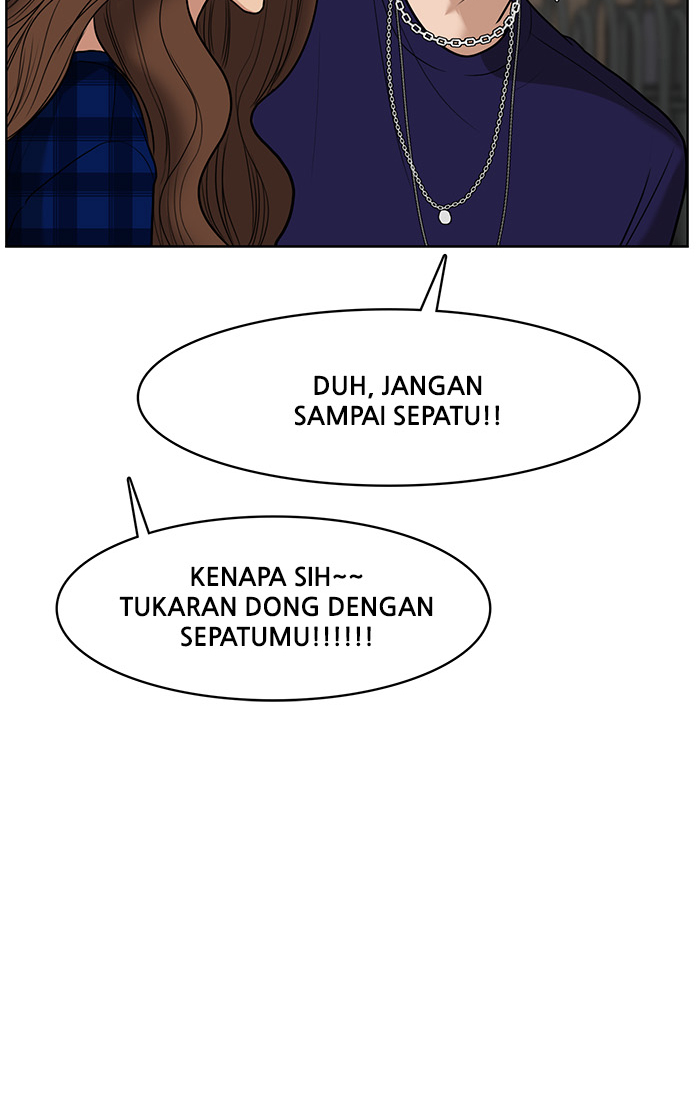 DUH, JANGAN
SAMPAI SEPATU!!
KENAPA SIH~~
TUKARAN DONG DENGAN
SEPATUMU!!!!!!